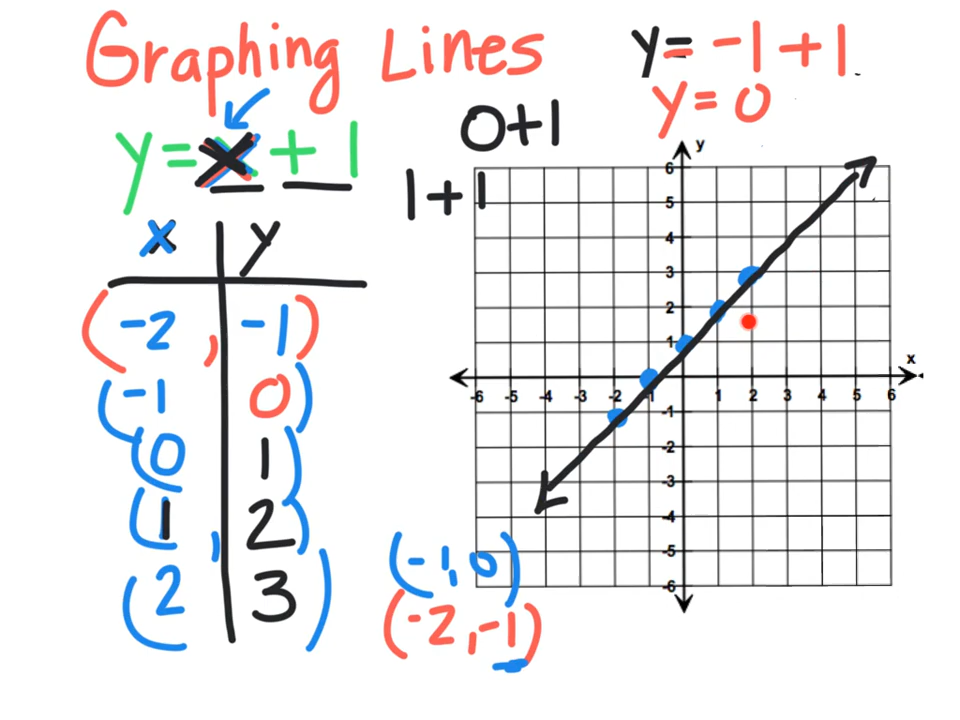 Graphing Lines
y = -1 + 1
y = 0
y = x + 1
0+1
1+1
x y
(-2, -1)
(-1 0)
(0 1)
(1, 2)
(2 3)
(-1,0)
(-2,-1)
y
6
5
4
3
2
1
x
-6 -5 -4 -3 -2 -1 1 2 3 4 5 6
-1
-2
-3
-4
-5
-6